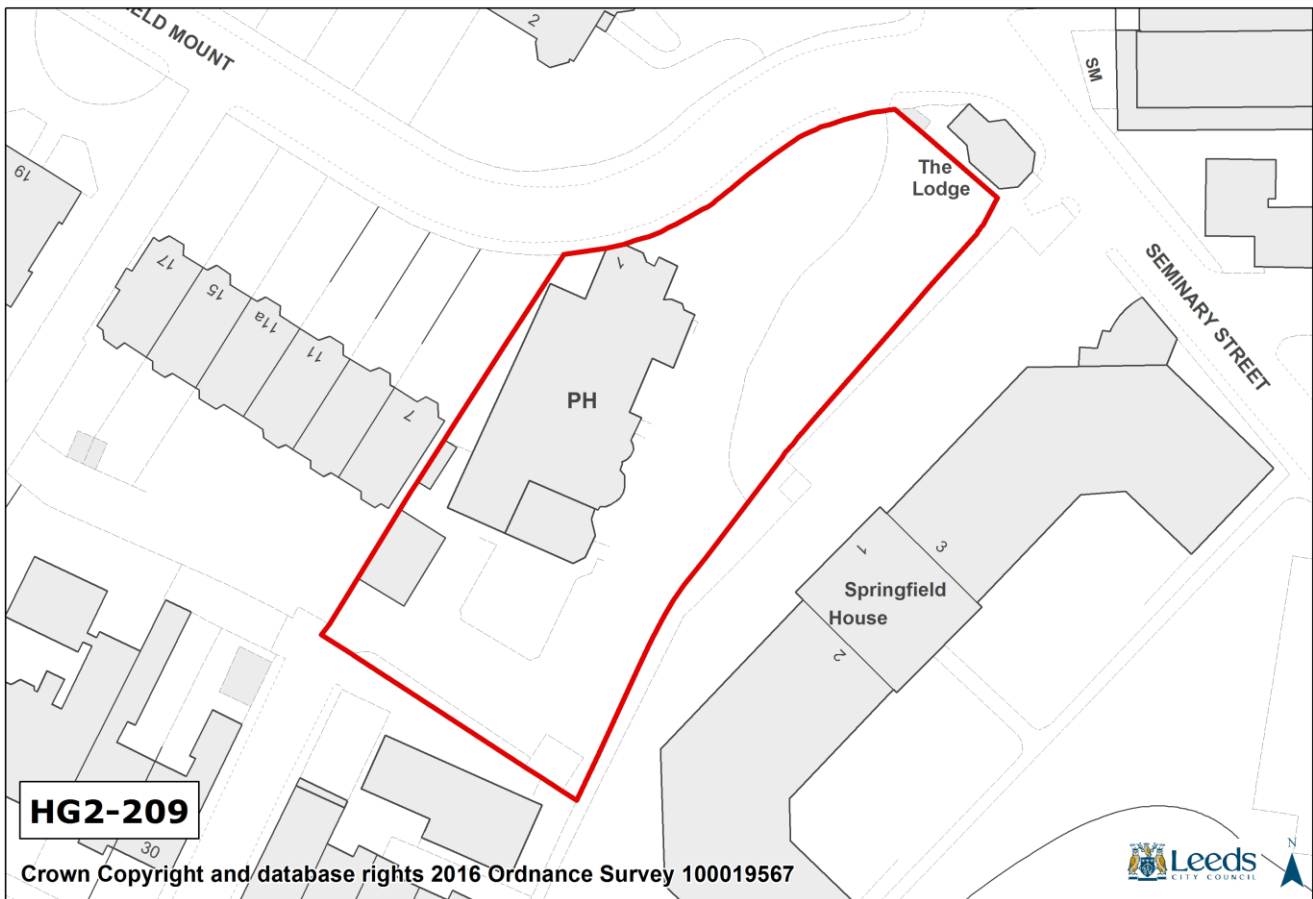 IELD MOUNT
2
SM
19
The
Lodge
17
15
11a
11
7
1
PH
SEMINARY STREET
1
3
Springfield
House
2
HG2-209
30
Crown Copyright and database rights 2016 Ordnance Survey 100019567
Leeds
CITY COUNCIL
N